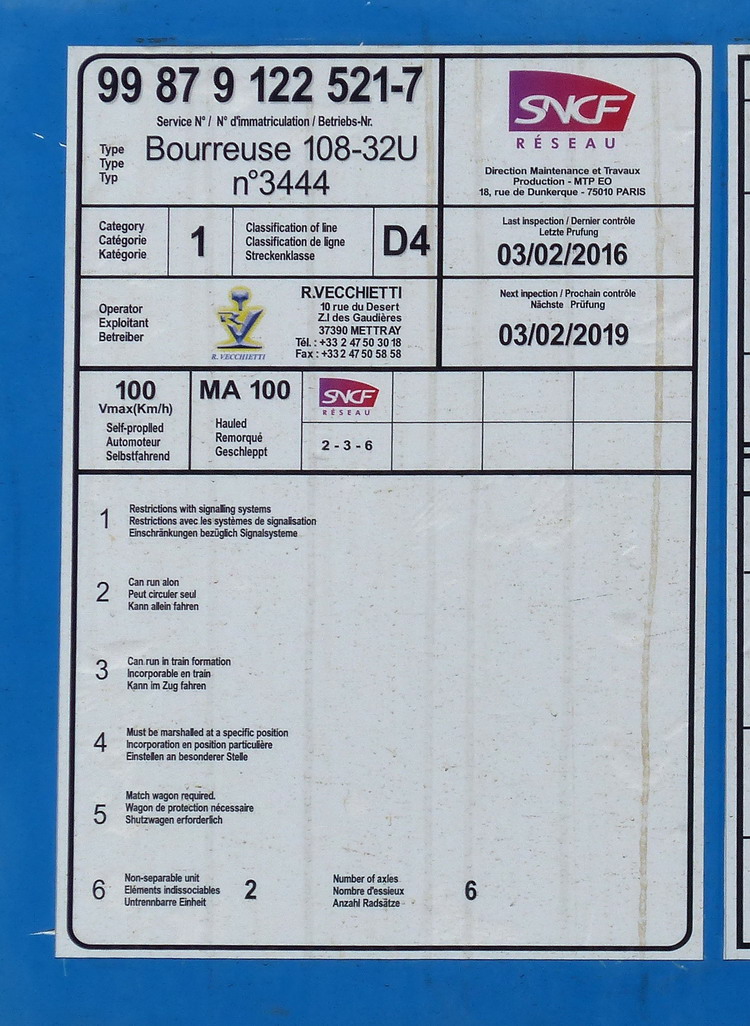 99 87 9 122 521-7
Service N° / N° d'immatriculation / Betriebs-Nr.
Type
Type
Typ
Bourreuse 108-32U
n°3444
SNCF
RÉSEAU
Direction Maintenance et Travaux
Production - MTP EO
18, rue de Dunkerque - 75010 PARIS
Category
Catégorie
Katégorie
1
Classification of line
Classification de ligne
Streckenklasse
D4
Last inspection / Dernier contrôle
Letzte Prufung
03/02/2016
Operator
Exploitant
Betreiber
RV
R. VECCHIETTI
R.VECCHIETTI
10 rue du Desert
Z.I des Gaudières
37390 METTRAY
Tél. : +33 2 47 50 30 18
Fax : +33 2 47 50 58 58
Next inpection / Prochain contrôle
Nächste Prüfung
03/02/2019
100
Vmax(Km/h)
Self-proplled
Automoteur
Selbstfahrend
MA 100
Hauled
Remorqué
Geschleppt
SNCF
RÉSEAU
2 - 3 - 6
1
Restrictions with signalling systems
Restrictions avec les systèmes de signalisation
Einschränkungen bezüglich Signalsysteme
2
Can run alon
Peut circuler seul
Kann allein fahren
3
Can run in train formation
Incorporable en train
Kann im Zug fahren
4
Must be marshalled at a specific position
Incorporation en position particulière
Einstellen an besonderer Stelle
5
Match wagon required.
Wagon de protection nécessaire
Shutzwagen erforderlich
6
Non-separable unit
Eléments indissociables
Untrennbarre Einheit
2
Number of axles
Nombre d'essieux
Anzahl Radsätze
6